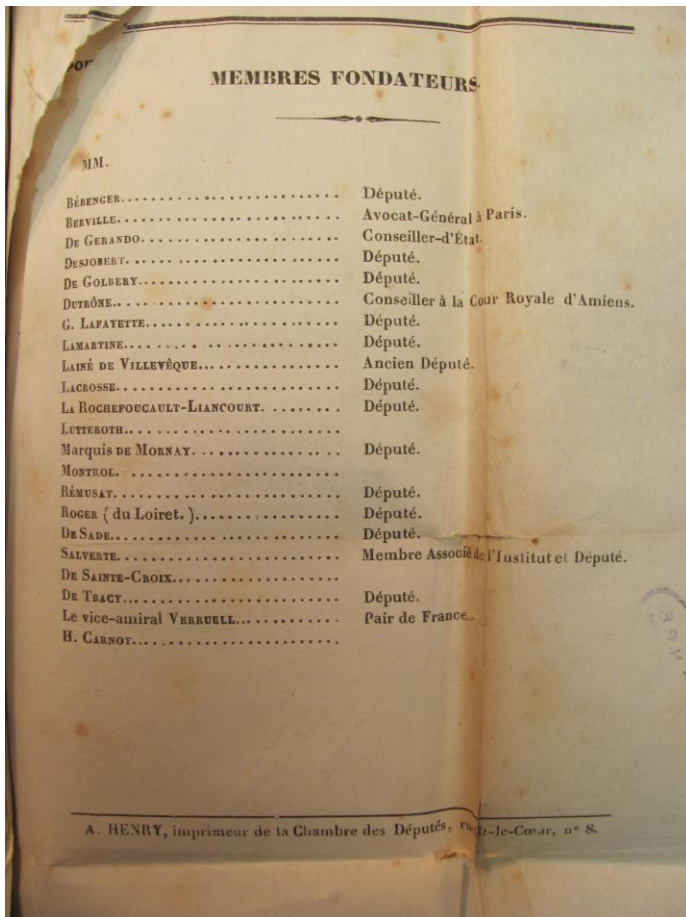 MEMBRES FONDATEURS.
MM.
BÉRENGER................................ Député.
BERVILLE................................ Avocat-Général à Paris.
DE GERANDO........................... Conseiller-d'État.
DESJOBERT.............................. Député.
DE GOLBERY........................... Député.
DUTRÔNE................................ Conseiller à la Cour Royale d'Amiens.
G. LAFAYETTE......................... Député.
LAMARTINE............................. Député.
LAINÉ DE VILLEVÊQUE.................. Ancien Député.
LACROSSE............................... Député.
LA ROCHEFOUCAULT-LIANCOURT. ........ Député.
LUTTEROTH..............................
Marquis DE MORNAY.................... Député.
MONTROL................................
RÉMUSAT................................. Député.
ROGER ( du Loiret. ).................... Député.
DE SADE................................. Député.
SALVERTE................................ Membre Associé de l'Institut et Député.
DE SAINTE-CROIX.......................
DE TRACY................................ Député.
Le vice-amiral VERRUELL............... Pair de France.
H. CARNOT..............................
A. HENRY, imprimeur de la Chambre des Députés, -le-Cœur, n° 8.